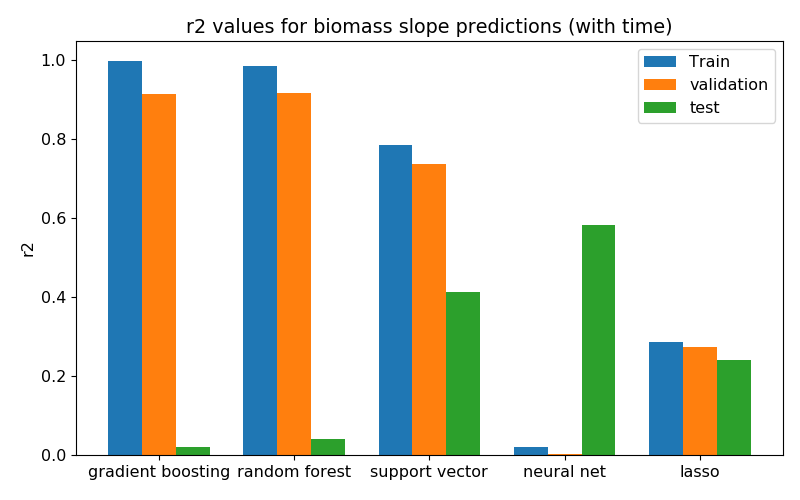 r2 values for biomass slope predictions (with time)
Train
validation
test
1.0
0.8
0.6
0.4
0.2
0.0
r2
gradient boosting random forest support vector neural net lasso